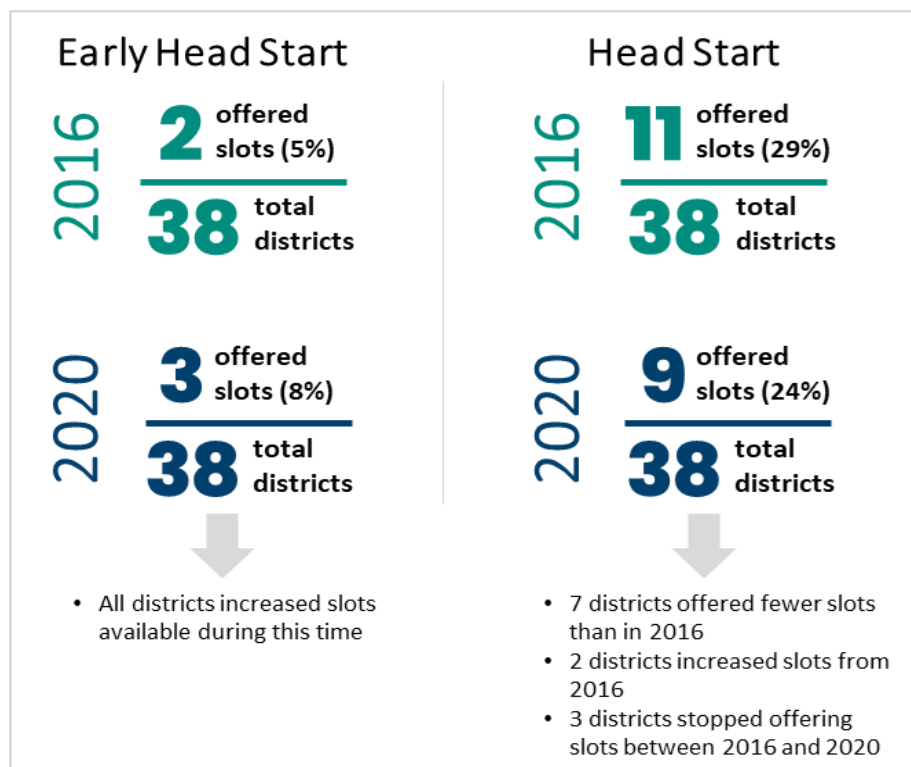 Early Head Start
2016
2 offered
slots (5%)
38 total
districts
2020
3 offered
slots (8%)
38 total
districts
• All districts increased slots
available during this time
Head Start
2016
11 offered
slots (29%)
38 total
districts
2020
9 offered
slots (24%)
38 total
districts
• 7 districts offered fewer slots
than in 2016
• 2 districts increased slots from
2016
• 3 districts stopped offering
slots between 2016 and 2020